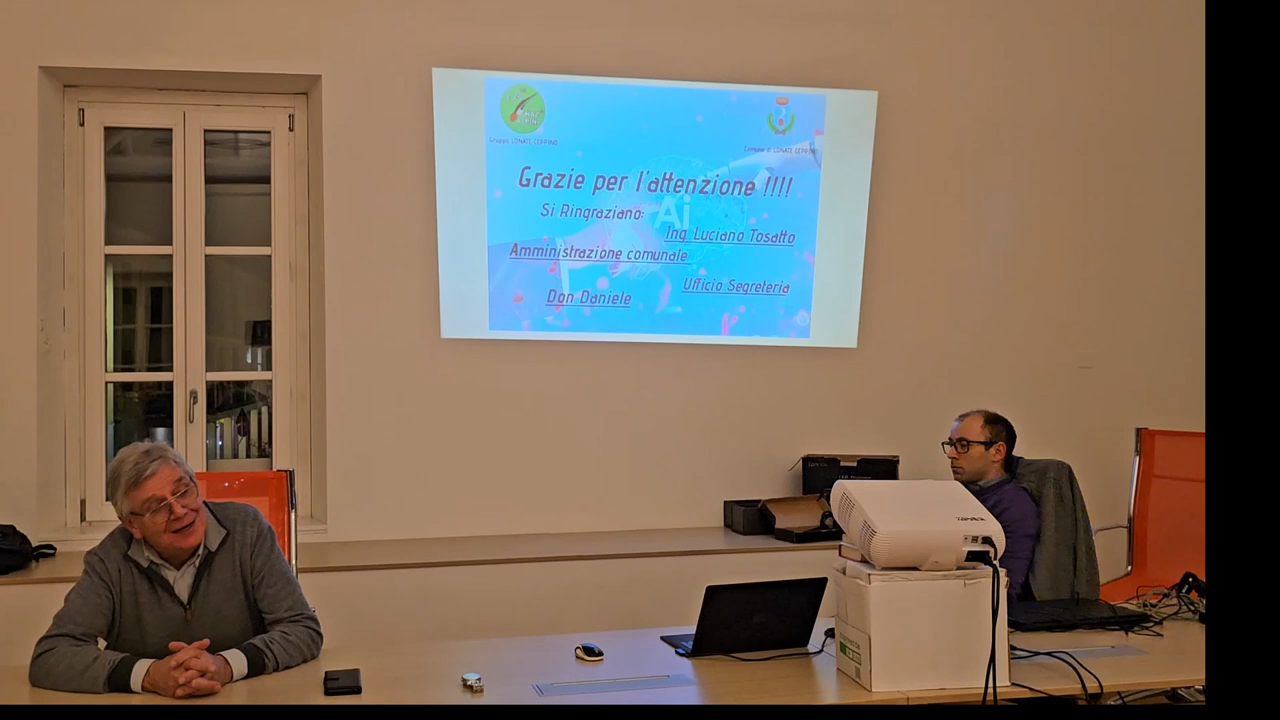 Gruppo LONATE CEPPINO
Comune di LONATE CEPPINO
Grazie per l'attenzione !!!!
Si Ringraziano:
Ai
Ing. Luciano Tosatto
Amministrazione comunale
Ufficio Segreteria
Don Daniele